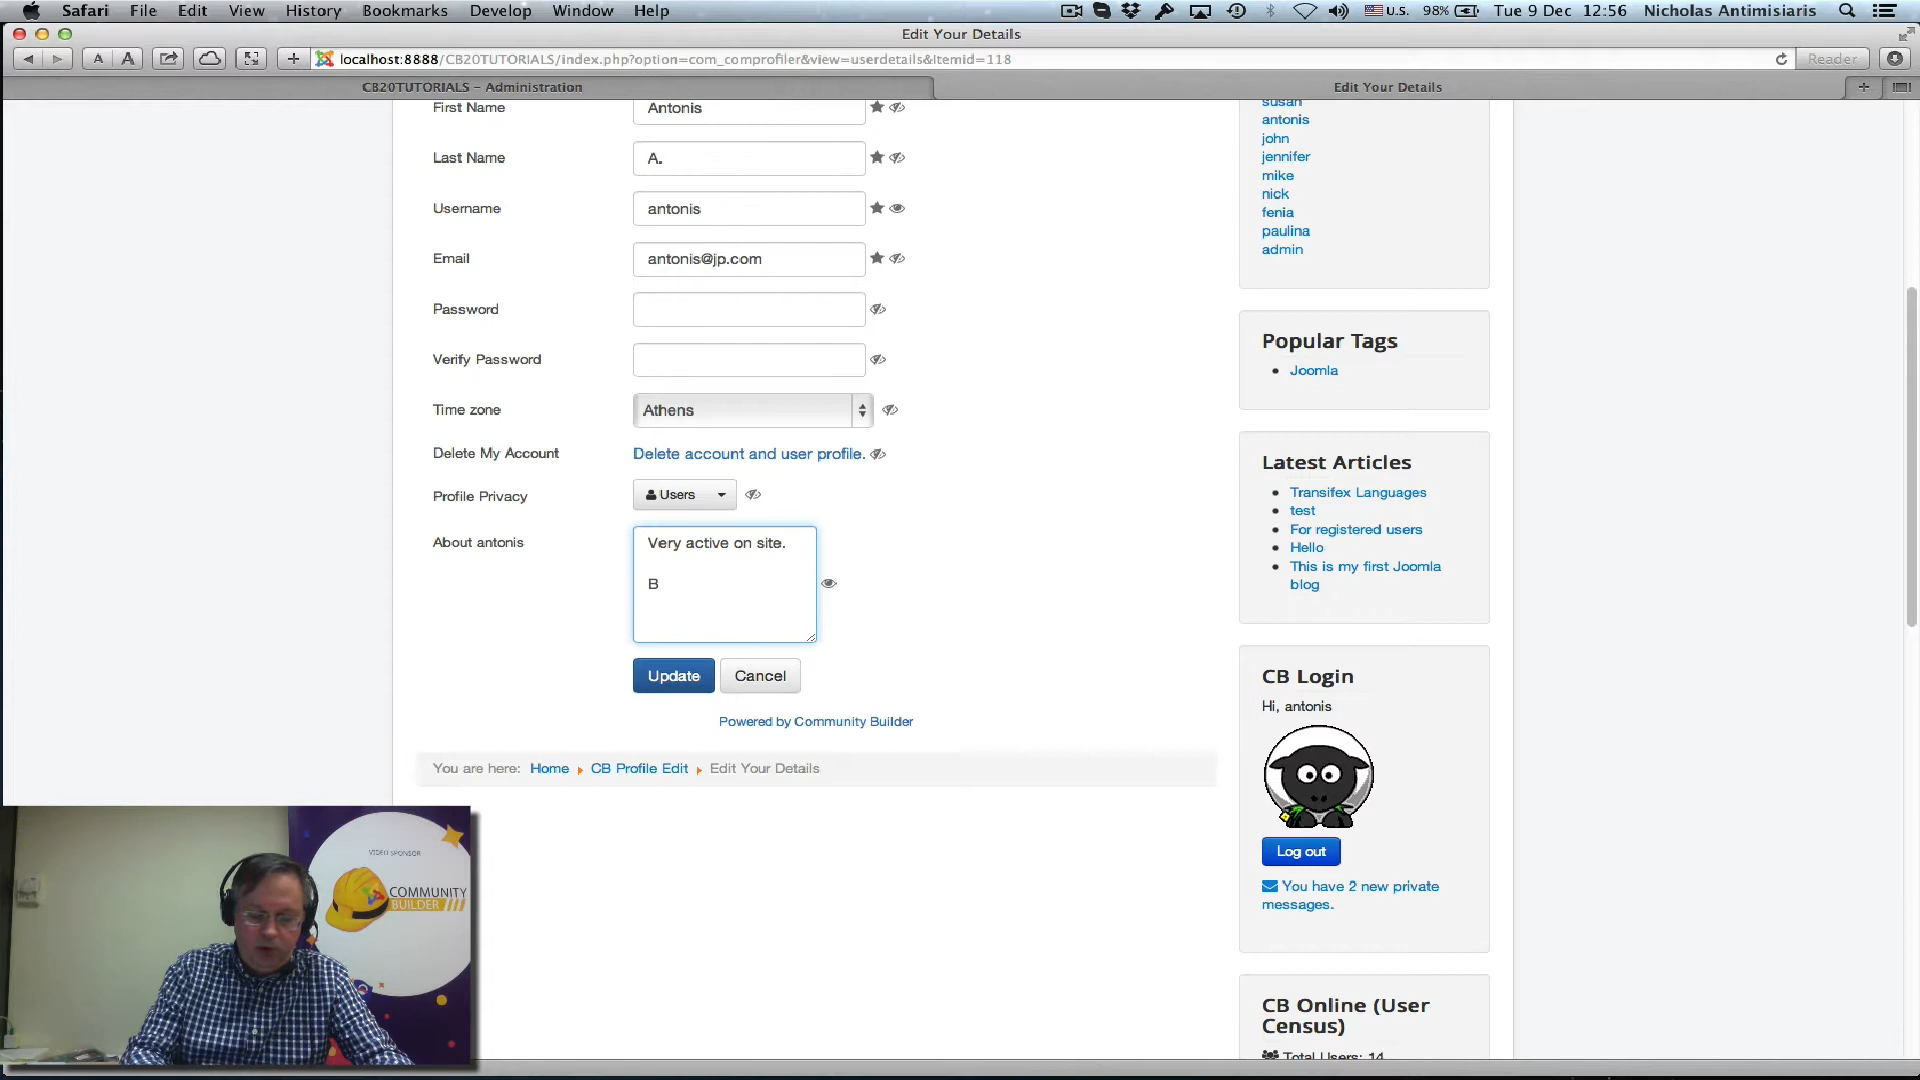 Safari File Edit View History Bookmarks Develop Window Help U.S. 98% Tue 9 Dec 12:56 Nicholas Antimisiaris
Edit Your Details
A A localhost:8888/CB20TUTORIALS/index.php?option=com_comprofiler&view=userdetails&Itemid=118 Reader
CB20TUTORIALS - Administration Edit Your Details
First Name Antonis
Last Name A.
Username antonis
Email antonis@jp.com
Password
Verify Password
Time zone Athens
Delete My Account Delete account and user profile.
Profile Privacy Users
About antonis Very active on site.
B
Update Cancel
Powered by Community Builder
You are here: Home CB Profile Edit Edit Your Details
susan
antonis
john
jennifer
mike
nick
fenia
paulina
admin
Popular Tags
Joomla
Latest Articles
Transifex Languages
test
For registered users
Hello
This is my first Joomla
blog
CB Login
Hi, antonis
Log out
You have 2 new private
messages.
CB Online (User
Census)
Total Users: 14
VIDEO SPONSOR
COMMUNITY
BUILDER